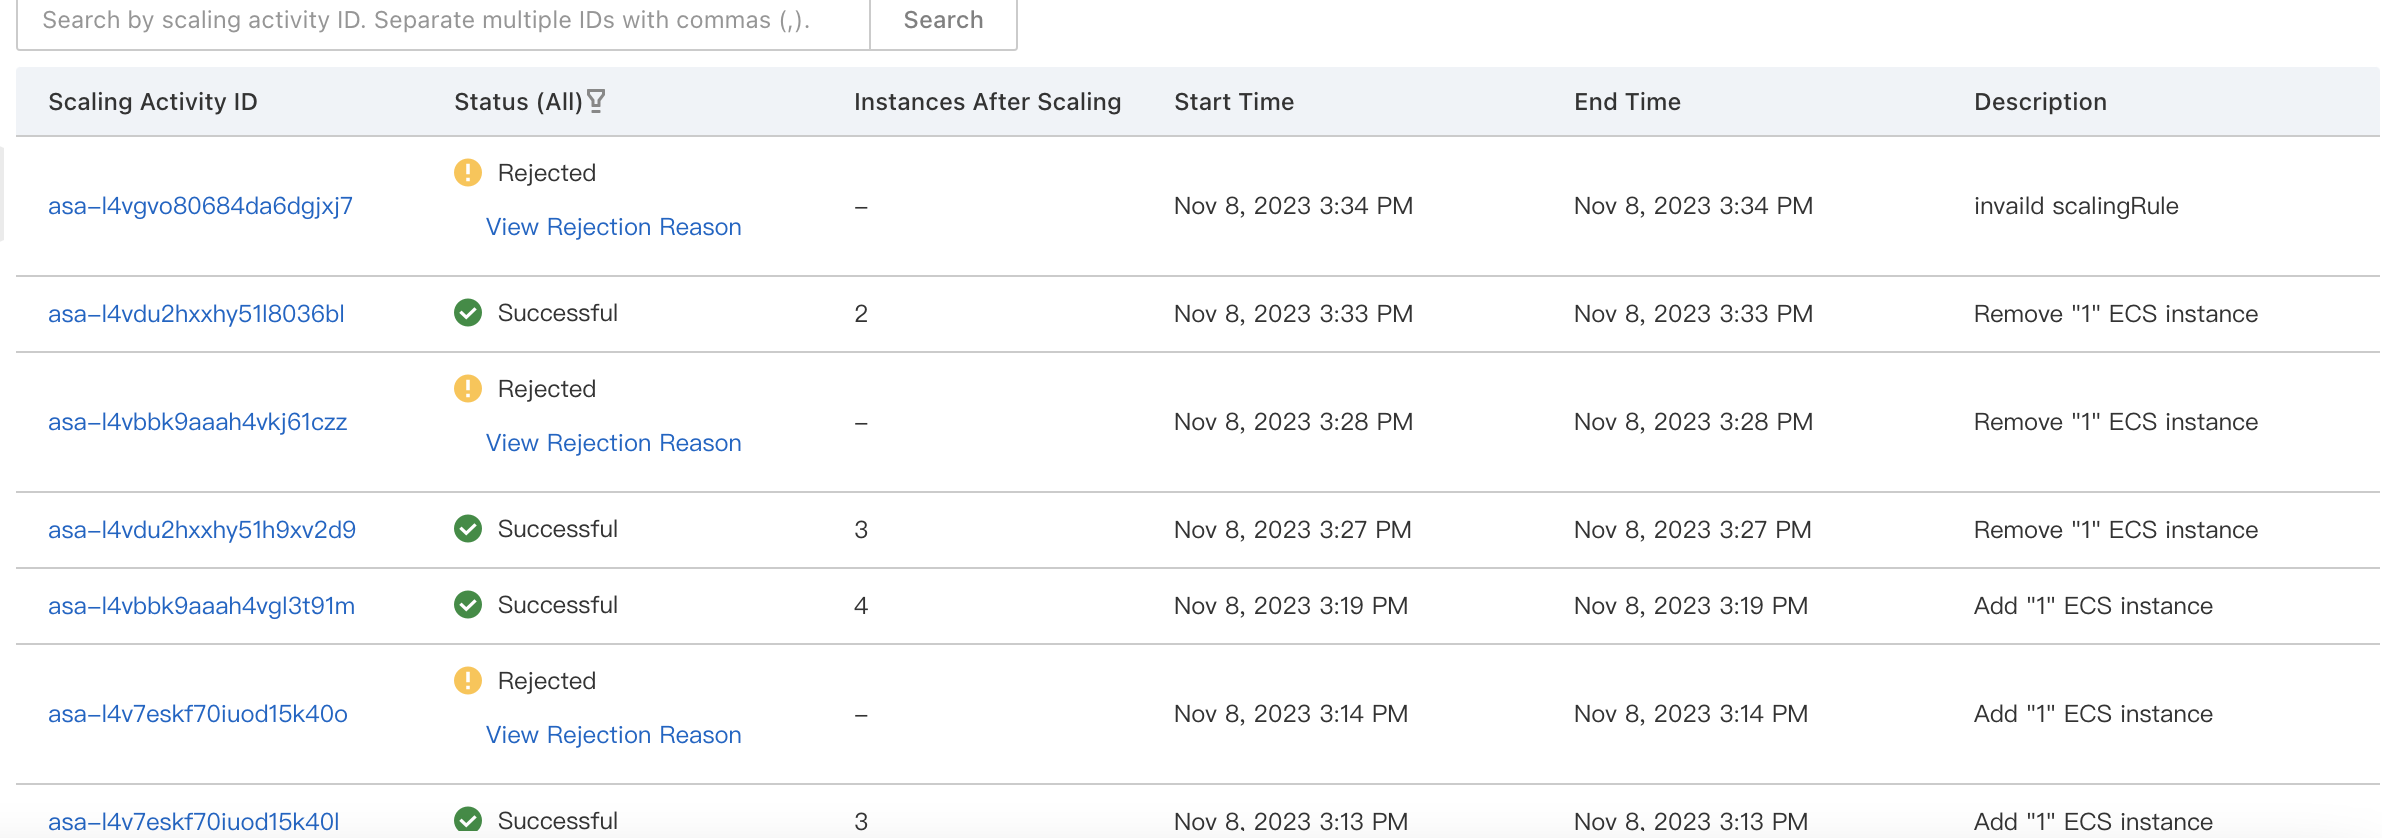 Search by scaling activity ID. Separate multiple IDs with commas (,). Search
Scaling Activity ID Status (All) Instances After Scaling Start Time End Time Description
asa-l4vgvo80684da6dgjxj7 Rejected – Nov 8, 2023 3:34 PM Nov 8, 2023 3:34 PM invaild scalingRule
View Rejection Reason
asa-l4vdu2hxxhy51l8036bl Successful 2 Nov 8, 2023 3:33 PM Nov 8, 2023 3:33 PM Remove "1" ECS instance
asa-l4vbbk9aaah4vkj61czz Rejected – Nov 8, 2023 3:28 PM Nov 8, 2023 3:28 PM Remove "1" ECS instance
View Rejection Reason
asa-l4vdu2hxxhy51h9xv2d9 Successful 3 Nov 8, 2023 3:27 PM Nov 8, 2023 3:27 PM Remove "1" ECS instance
asa-l4vbbk9aaah4vgl3t91m Successful 4 Nov 8, 2023 3:19 PM Nov 8, 2023 3:19 PM Add "1" ECS instance
asa-l4v7eskf70iuod15k40o Rejected – Nov 8, 2023 3:14 PM Nov 8, 2023 3:14 PM Add "1" ECS instance
View Rejection Reason
asa-l4v7eskf70iuod15k40l Successful 3 Nov 8, 2023 3:13 PM Nov 8, 2023 3:13 PM Add "1" ECS instance